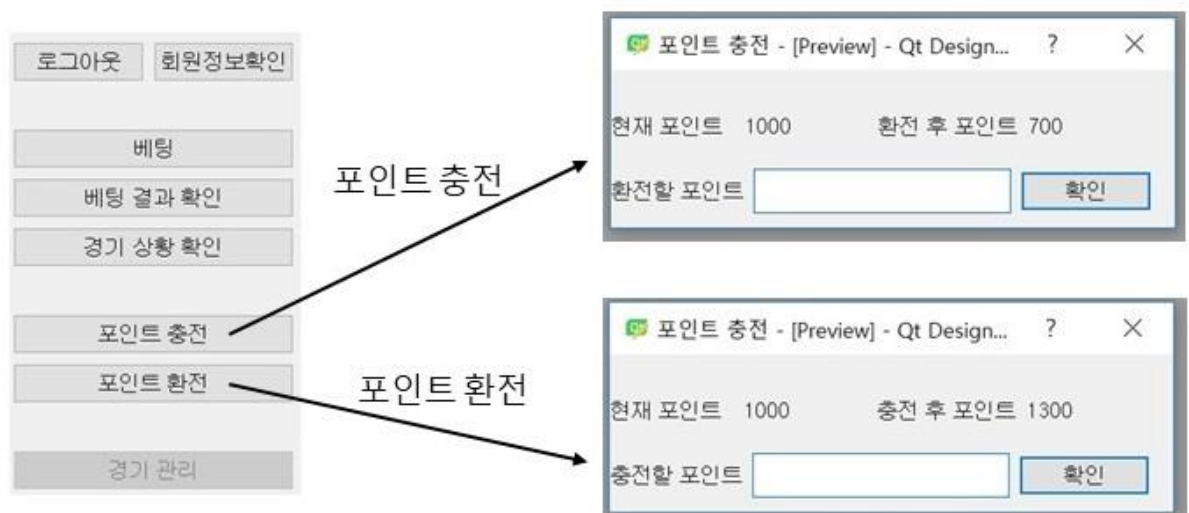 로그아웃 회원정보확인
베팅
베팅 결과 확인
경기 상황 확인
포인트 충전
포인트 환전
경기 관리
포인트 충전
포인트 환전
포인트 충전 - [Preview] - Qt Design... ?
현재 포인트 1000 환전 후 포인트 700
환전할 포인트 확인
포인트 충전 - [Preview] - Qt Design... ?
현재 포인트 1000 충전 후 포인트 1300
충전할 포인트 확인